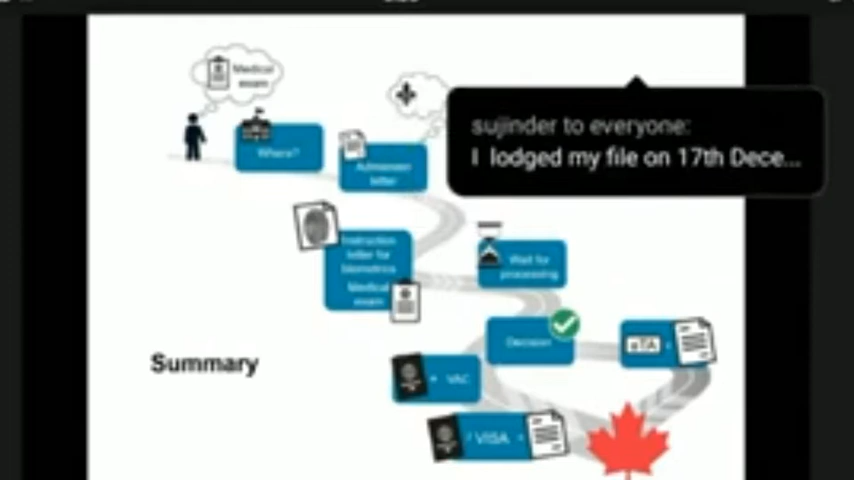 Medical
exam
Where?
Admission
letter
sujinder to everyone:
I lodged my file on 17th Dece...
Instruction
letter for
biometrics
Medical
exam
Wait for
processing
Decision
eTA +
Summary
+ VAC
/ VISA +